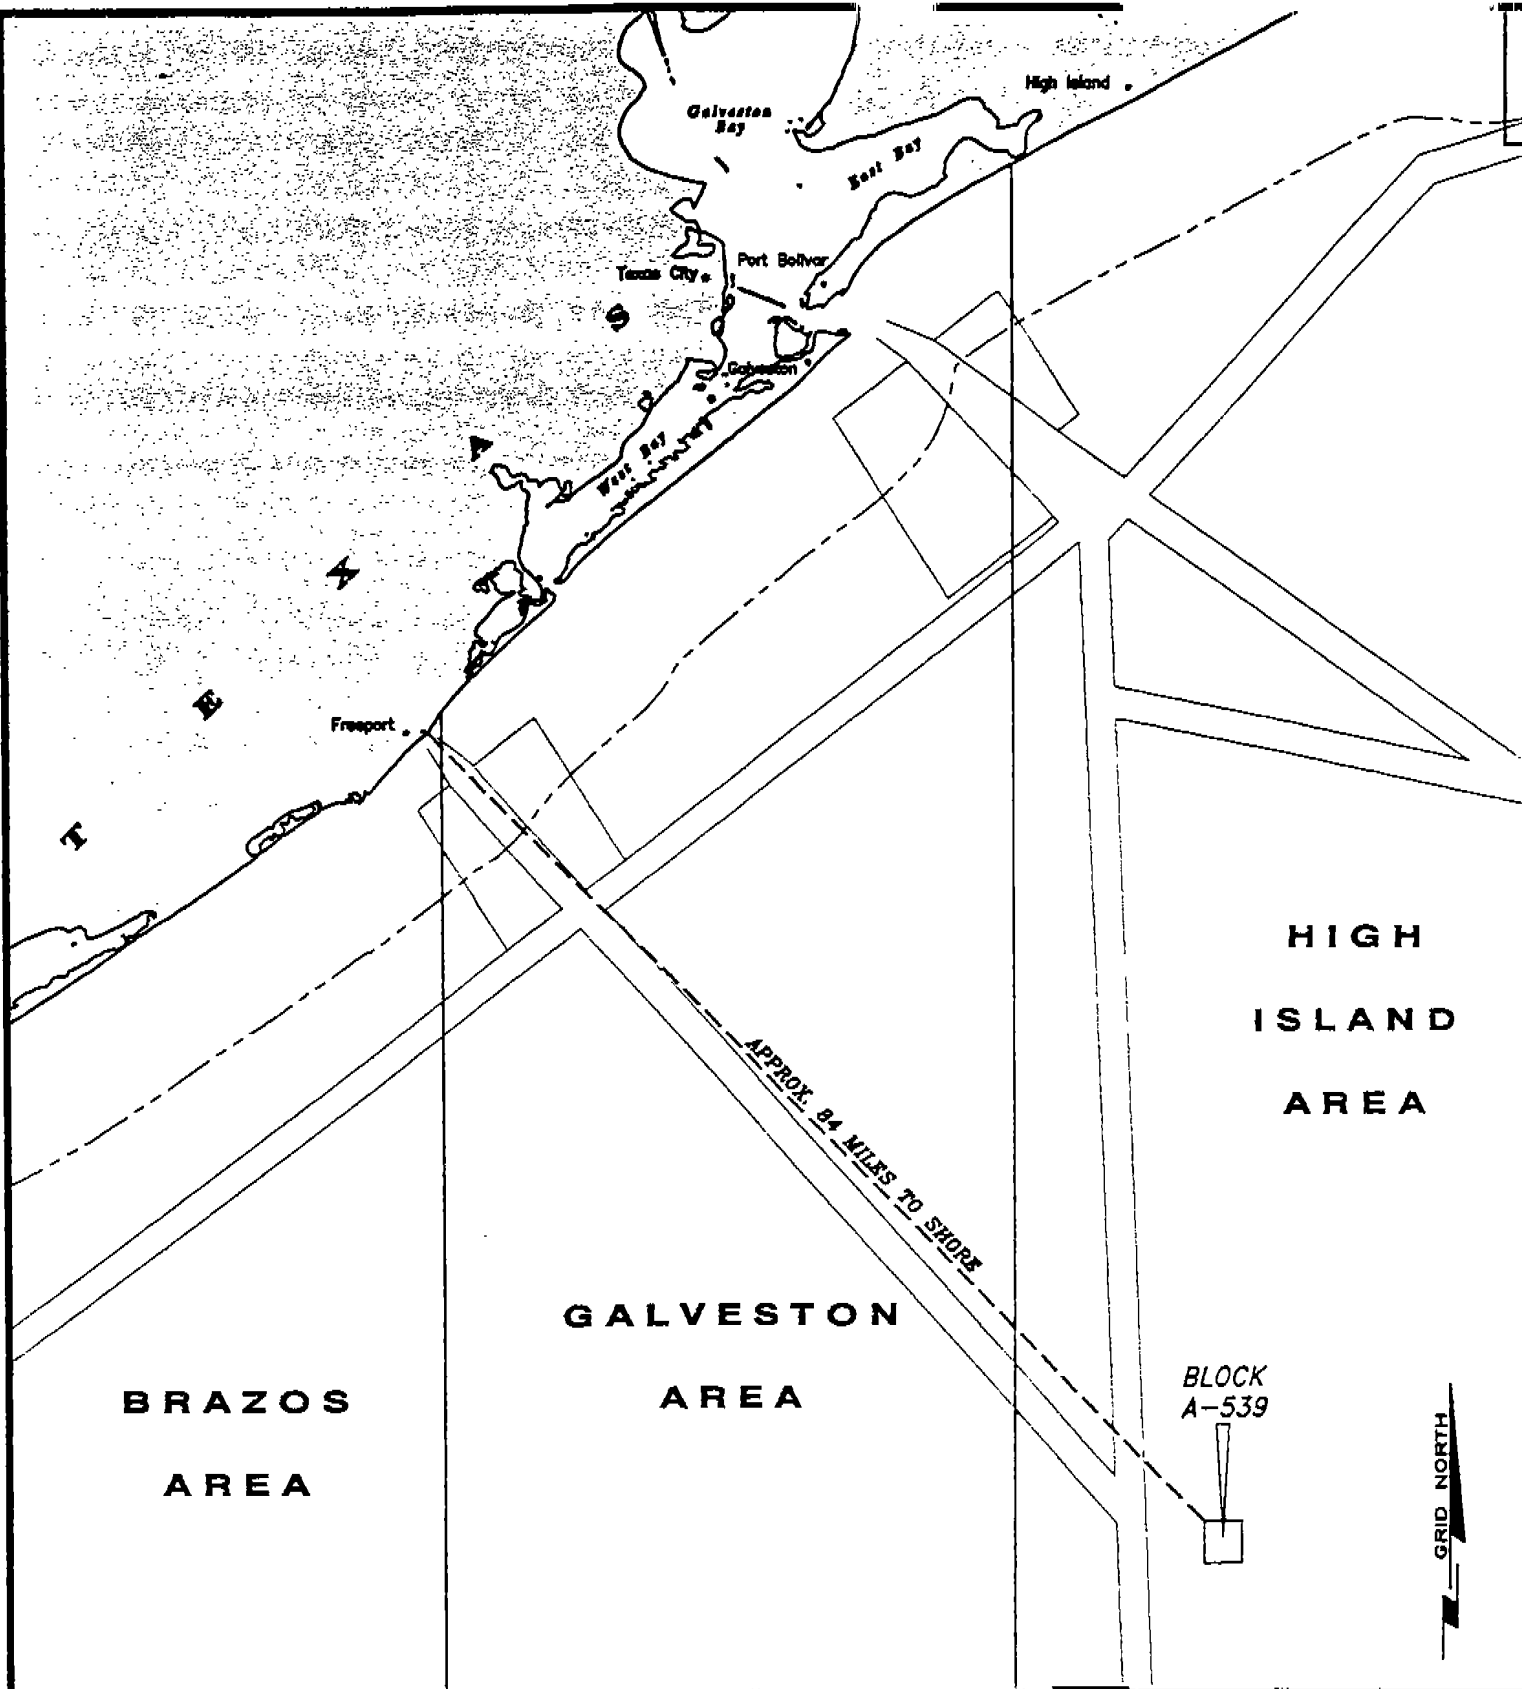 High Island
Galveston
Bay
East Bay
Port Bolivar
Texas City
Galveston
West Bay
Freeport
T E X A S
APPROX. 84 MILES TO SHORE
HIGH
ISLAND
AREA
GALVESTON
AREA
BRAZOS
AREA
BLOCK
A-539
GRID NORTH